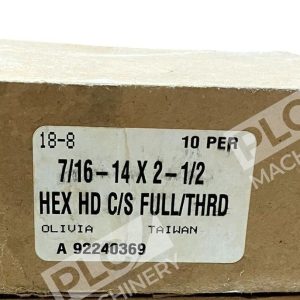 18-8 10 PER
7/16-14 X 2-1/2
HEX HD C/S FULL/THRD
OLIVIA TAIWAN
A 92240369